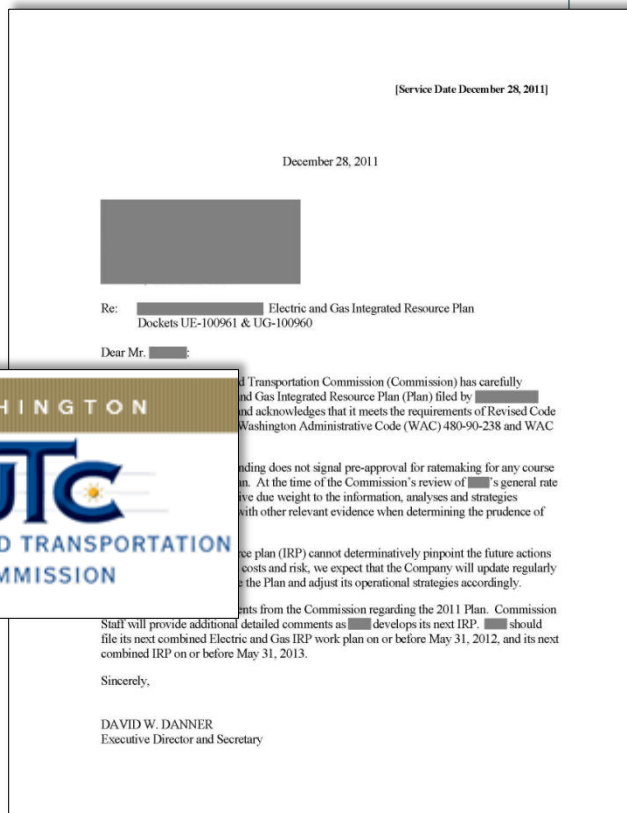 [Service Date December 28, 2011]
December 28, 2011
Re: Electric and Gas Integrated Resource Plan
Dockets UE-100961 & UG-100960
Dear Mr. :
Transportation Commission (Commission) has carefully
nd Gas Integrated Resource Plan (Plan) filed by
nd acknowledges that it meets the requirements of Revised Code
Washington Administrative Code (WAC) 480-90-238 and WAC
nding does not signal pre-approval for ratemaking for any course
n. At the time of the Commission's review of 's general rate
ive due weight to the information, analyses and strategies
with other relevant evidence when determining the prudence of
ce plan (IRP) cannot determinatively pinpoint the future actions
costs and risk, we expect that the Company will update regularly
e the Plan and adjust its operational strategies accordingly.
ents from the Commission regarding the 2011 Plan. Commission
Staff will provide additional detailed comments as develops its next IRP. should
file its next combined Electric and Gas IRP work plan on or before May 31, 2012, and its next
combined IRP on or before May 31, 2013.
Sincerely,
DAVID W. DANNER
Executive Director and Secretary
HINGTON
UTC
D TRANSPORTATION
MMISSION